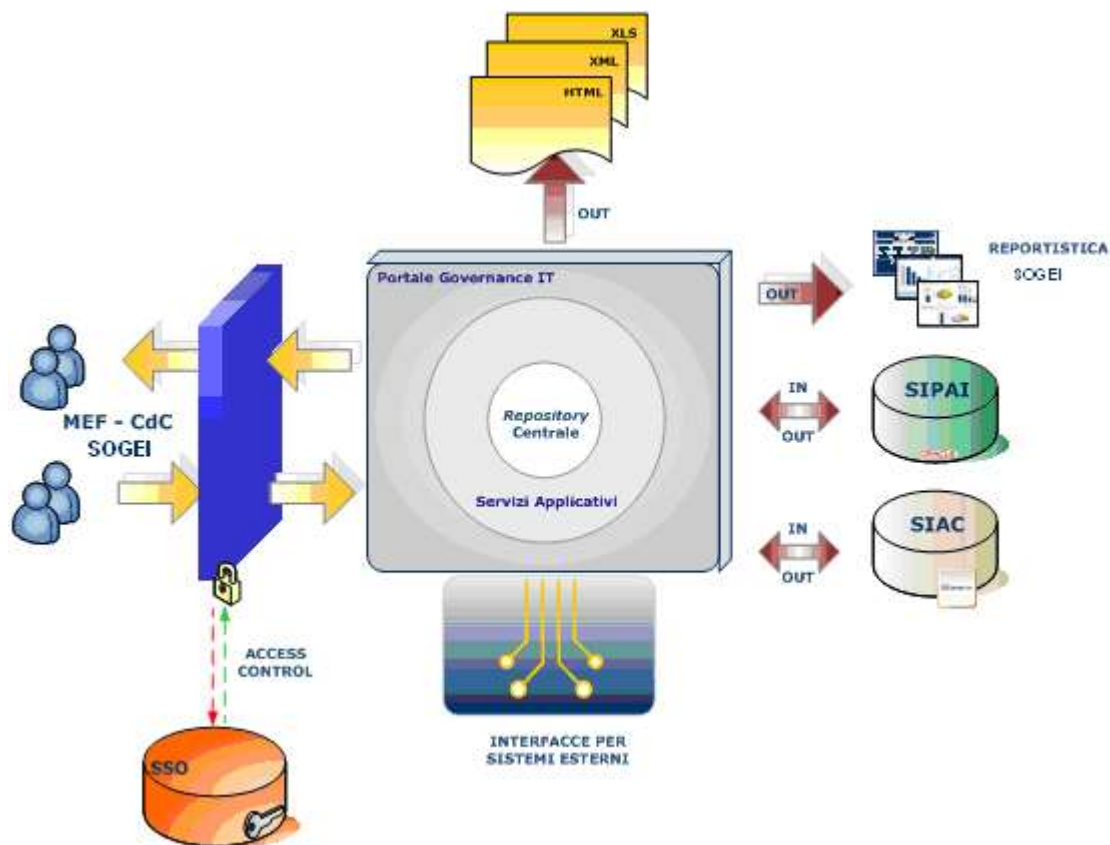 XLS
XML
HTML
OUT
Portale Governance IT
Repository
Centrale
Servizi Applicativi
MEF - CdC
SOGEI
OUT
REPORTISTICA
SOGEI
IN
OUT
SIPAI
IN
OUT
SIAC
ACCESS
CONTROL
SSO
INTERFACCE PER
SISTEMI ESTERNI